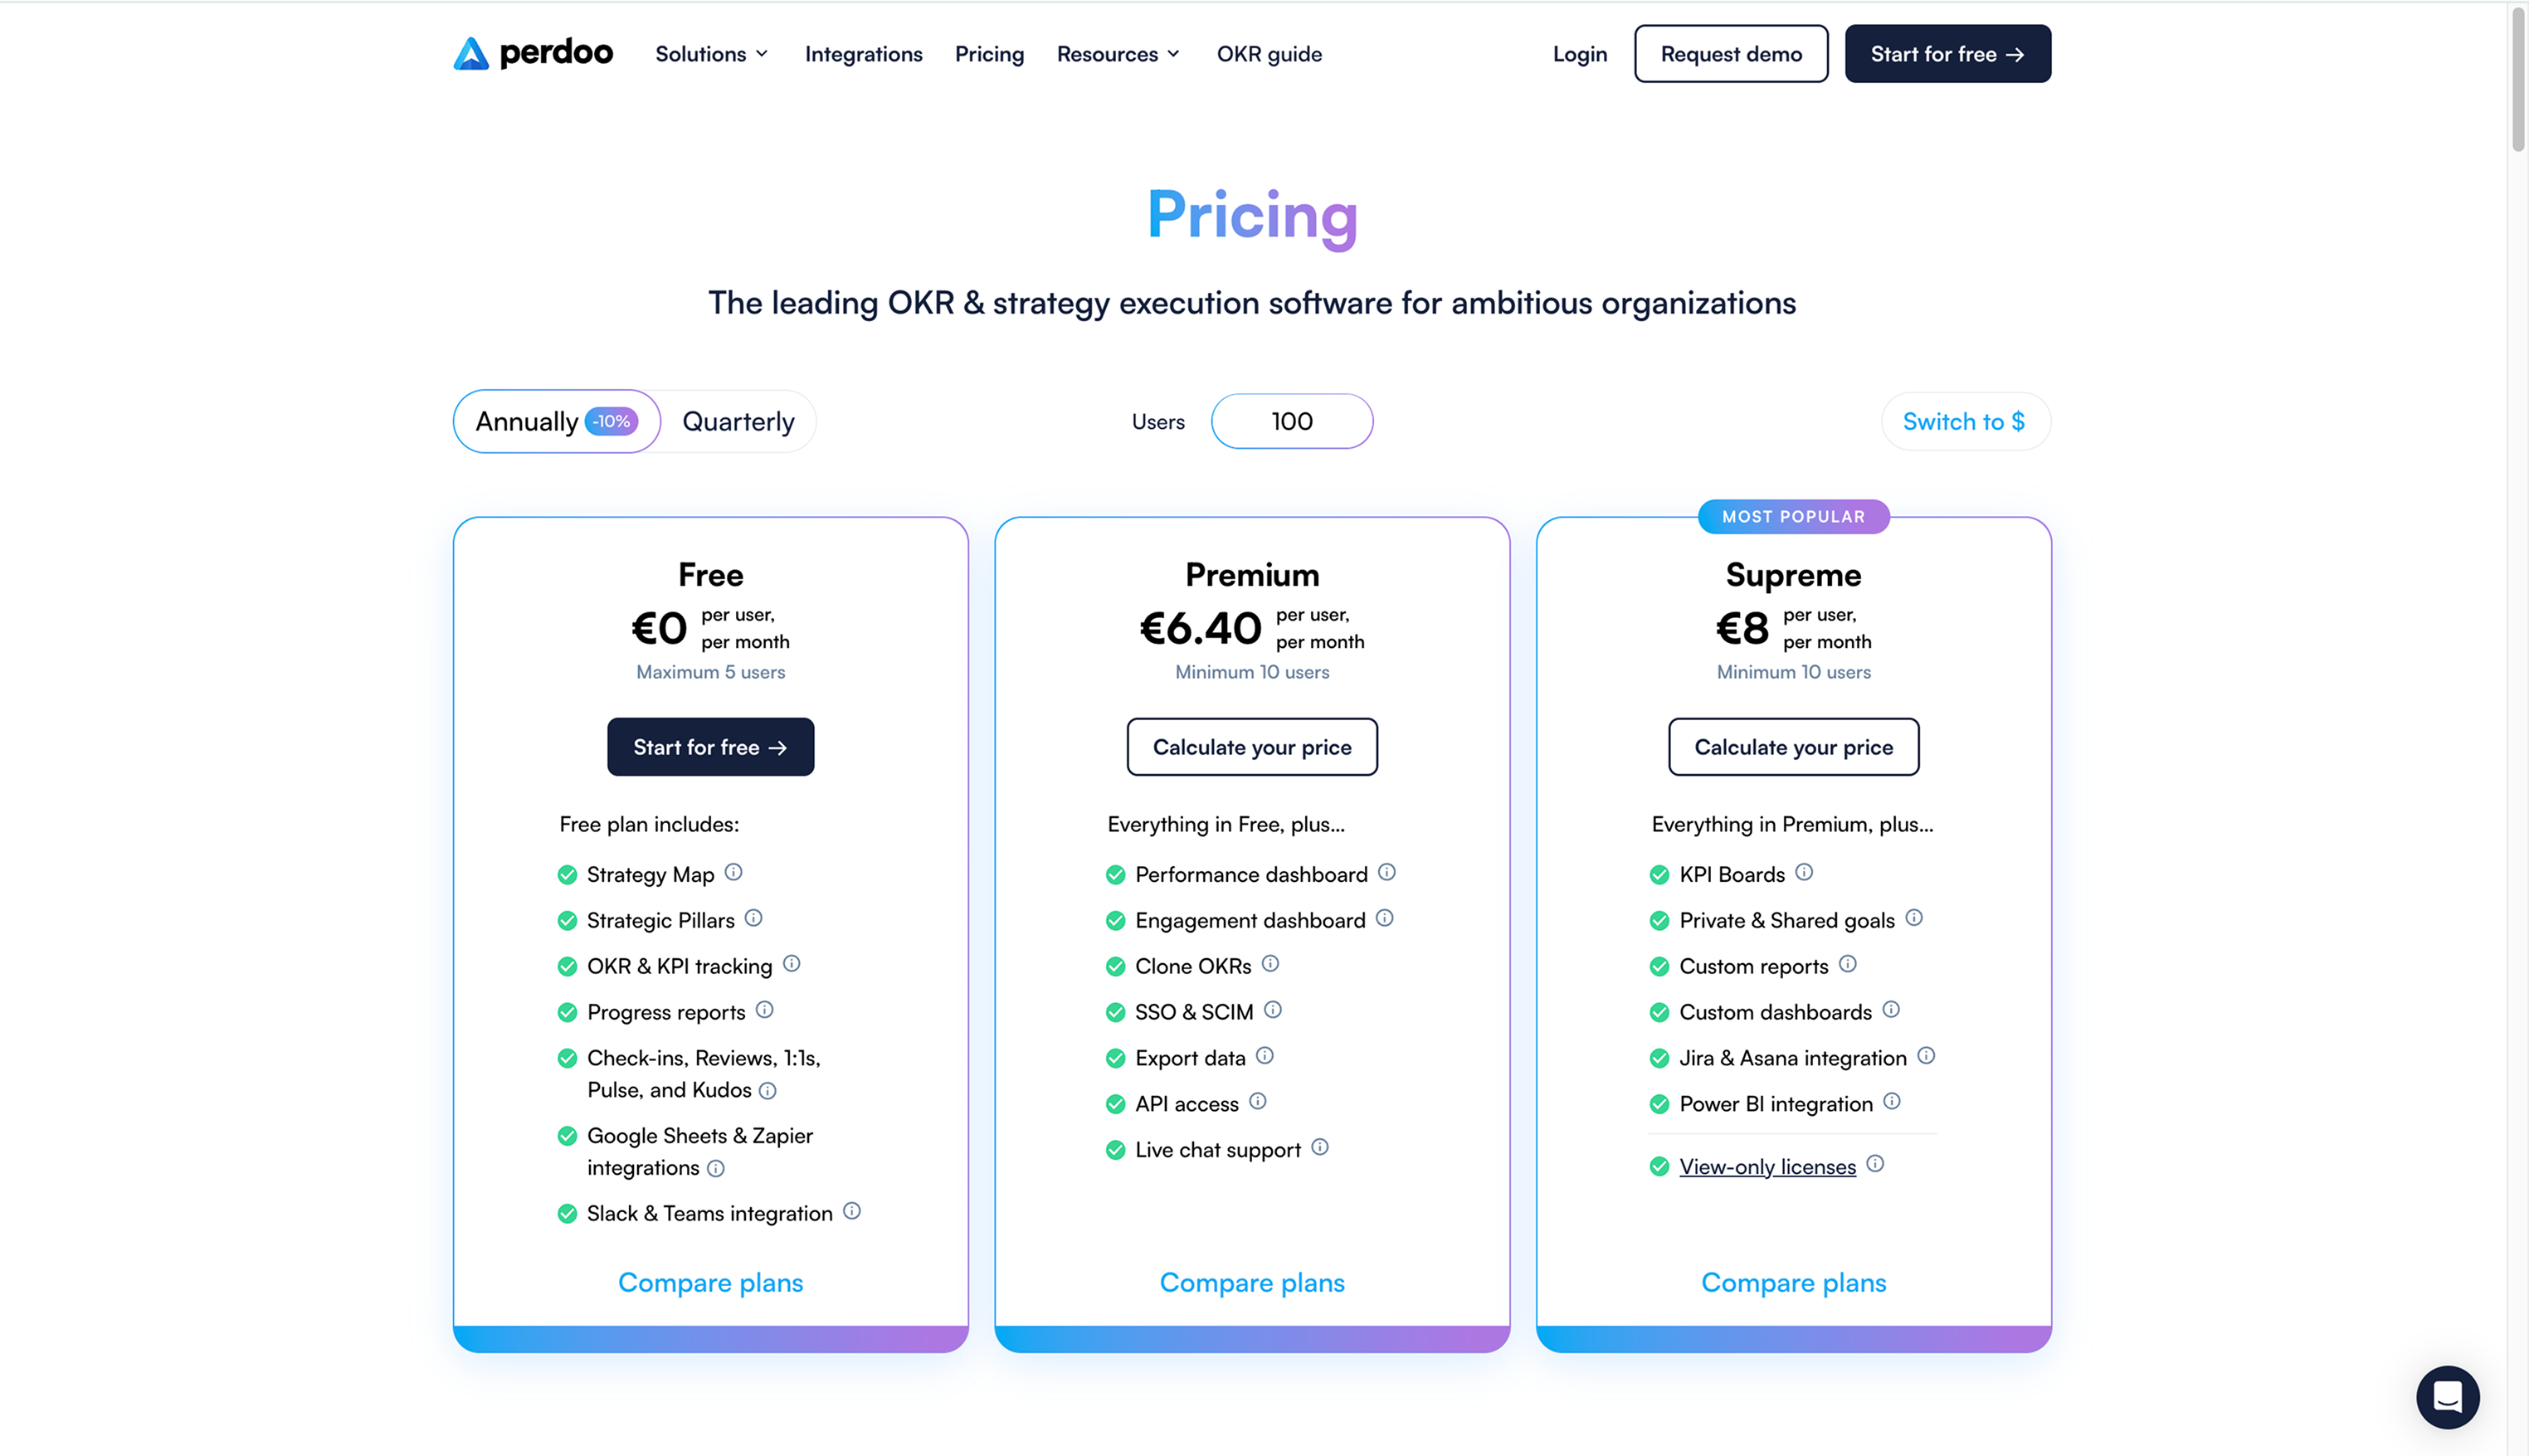 perdoo
Solutions
Integrations
Pricing
Resources
OKR guide
Login
Request demo
Start for free →
Pricing
The leading OKR & strategy execution software for ambitious organizations
Annually -10%
Quarterly
Users
100
Switch to $
Free
€0
per user,
per month
Maximum 5 users
Start for free →
Free plan includes:
Strategy Map
Strategic Pillars
OKR & KPI tracking
Progress reports
Check-ins, Reviews, 1:1s,
Pulse, and Kudos
Google Sheets & Zapier
integrations
Slack & Teams integration
Compare plans
Premium
€6.40
per user,
per month
Minimum 10 users
Calculate your price
Everything in Free, plus...
Performance dashboard
Engagement dashboard
Clone OKRs
SSO & SCIM
Export data
API access
Live chat support
Compare plans
MOST POPULAR
Supreme
€8
per user,
per month
Minimum 10 users
Calculate your price
Everything in Premium, plus...
KPI Boards
Private & Shared goals
Custom reports
Custom dashboards
Jira & Asana integration
Power BI integration
View-only licenses
Compare plans